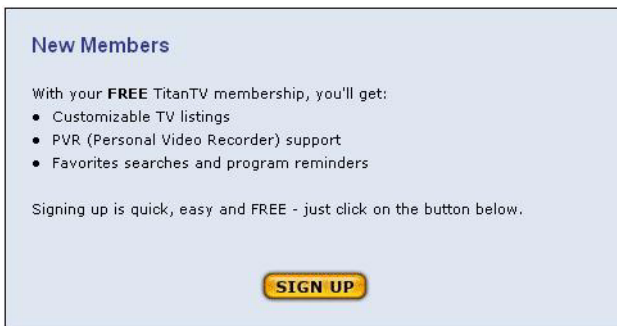 New Members
With your FREE TitanTV membership, you'll get:
• Customizable TV listings
• PVR (Personal Video Recorder) support
• Favorites searches and program reminders
Signing up is quick, easy and FREE - just click on the button below.
SIGN UP